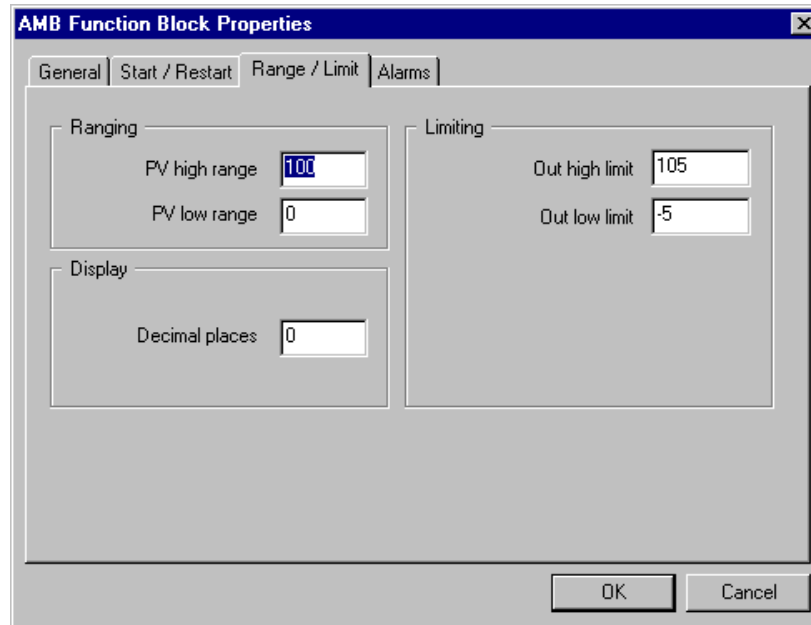 AMB Function Block Properties
General
Start / Restart
Range / Limit
Alarms
Ranging
PV high range 100
PV low range 0
Display
Decimal places 0
Limiting
Out high limit 105
Out low limit -5
OK
Cancel